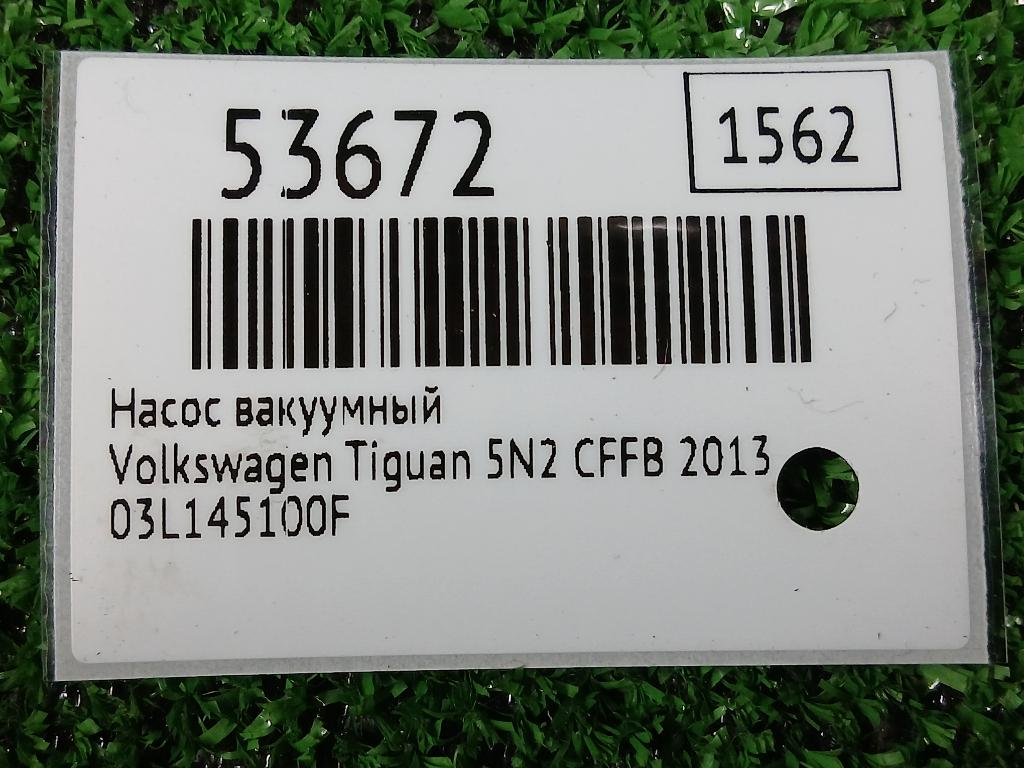 53672
1562
Насос вакуумный
Volkswagen Tiguan 5N2 CFFB 2013
03L145100F